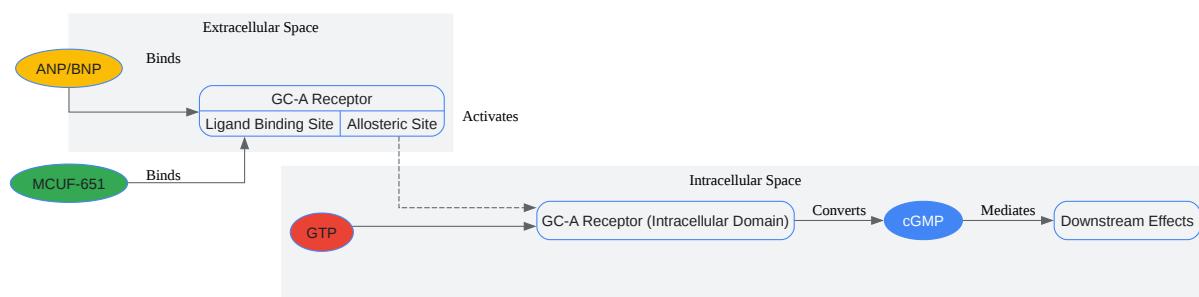 Extracellular Space
ANP/BNP
Binds
GC-A Receptor
Ligand Binding Site
Allosteric Site
Activates
MCUF-651
Binds
Intracellular Space
GTP
GC-A Receptor (Intracellular Domain)
Converts
cGMP
Mediates
Downstream Effects